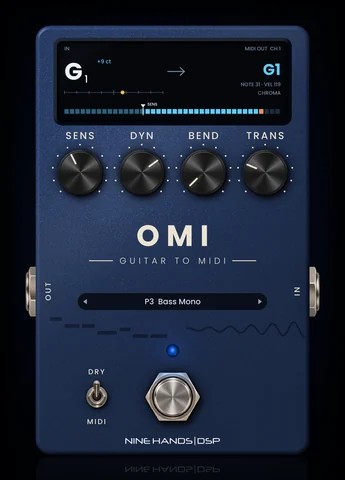 IN
MIDI OUT CH 1
+9 ct
G1
G1
NOTE 31 · VEL 119
CHROMA
SENS
SENS
DYN
BEND
TRANS
OMI
GUITAR TO MIDI
OUT
IN
P3 Bass Mono
DRY
MIDI
NINE HANDS|DSP